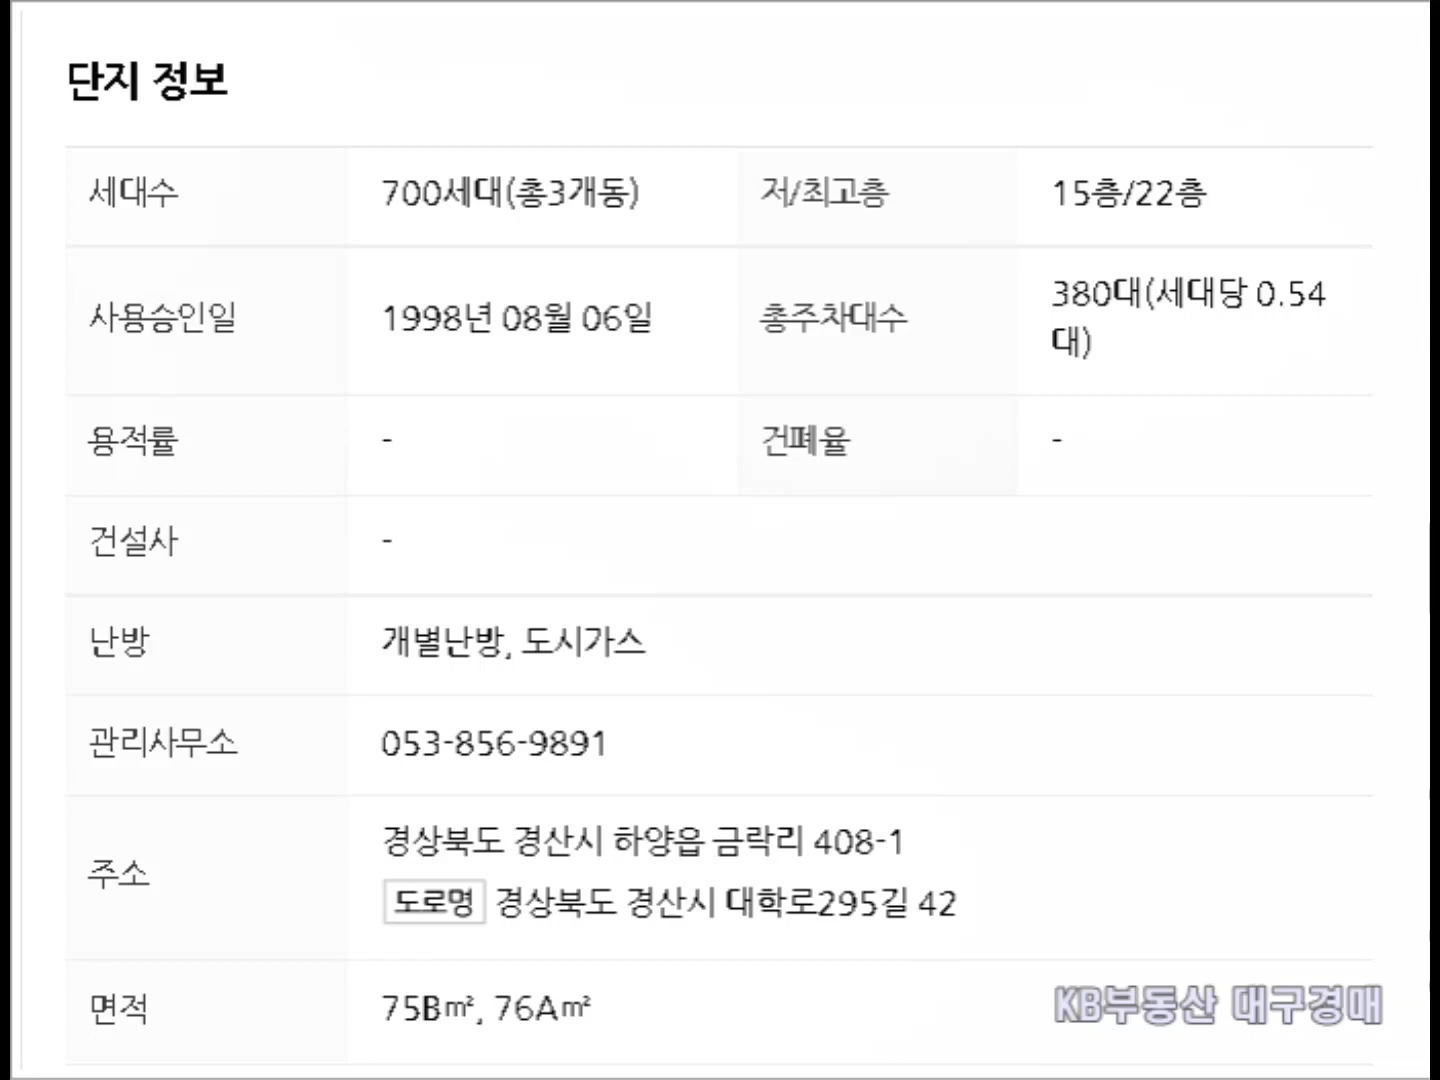 단지 정보
세대수 700세대(총3개동) 저/최고층 15층/22층
사용승인일 1998년 08월 06일 총주차대수 380대(세대당 0.54
대)
용적률 - 건폐율 -
건설사 -
난방 개별난방, 도시가스
관리사무소 053-856-9891
주소 경상북도 경산시 하양읍 금락리 408-1
도로명 경상북도 경산시 대학로295길 42
면적 75B㎡, 76A㎡
KB부동산 대구경매